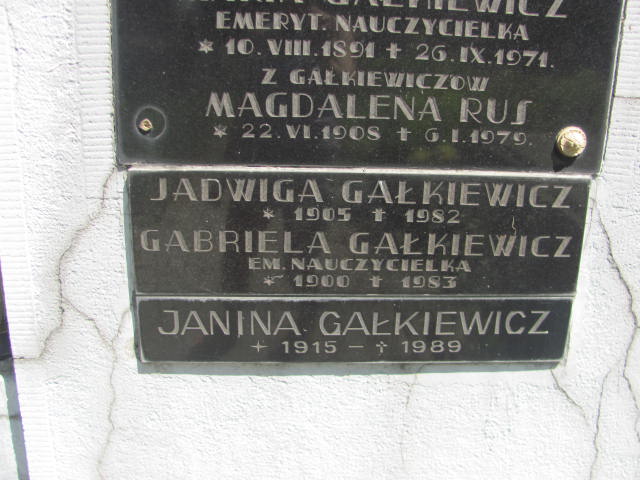 GAŁKIEWICZ
EMERYT. NAUCZYCIELKA
* 10.VIII.1891 + 26.IX.1971.
Z GAŁKIEWICZÓW
MAGDALENA RUS
* 22.VI.1908 + 6.I.1979.
JADWIGA GAŁKIEWICZ
* 1905 + 1982
GABRIELA GAŁKIEWICZ
EM. NAUCZYCIELKA
* 1900 + 1983
JANINA GAŁKIEWICZ
+ 1915 – † 1989